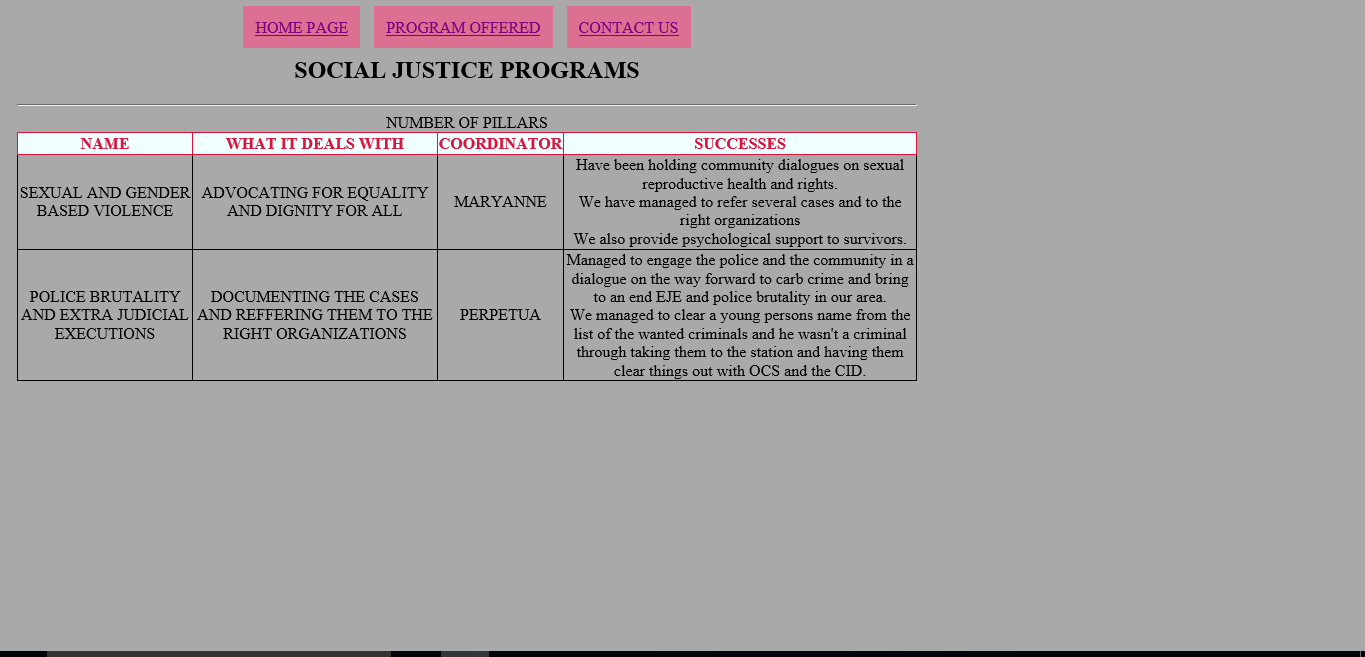 HOME PAGE PROGRAM OFFERED CONTACT US
SOCIAL JUSTICE PROGRAMS
NUMBER OF PILLARS
NAME WHAT IT DEALS WITH COORDINATOR SUCCESSES
SEXUAL AND GENDER
BASED VIOLENCE
ADVOCATING FOR EQUALITY
AND DIGNITY FOR ALL
MARYANNE
Have been holding community dialogues on sexual
reproductive health and rights.
We have managed to refer several cases and to the
right organizations
We also provide psychological support to survivors.
POLICE BRUTALITY
AND EXTRA JUDICIAL
EXECUTIONS
DOCUMENTING THE CASES
AND REFFERING THEM TO THE
RIGHT ORGANIZATIONS
PERPETUA
Managed to engage the police and the community in a
dialogue on the way forward to carb crime and bring
to an end EJE and police brutality in our area.
We managed to clear a young persons name from the
list of the wanted criminals and he wasn't a criminal
through taking them to the station and having them
clear things out with OCS and the CID.